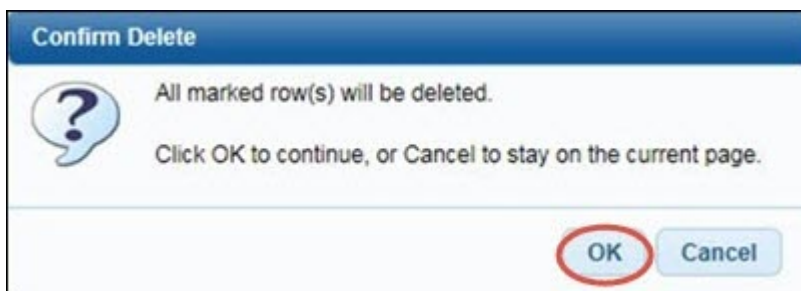 Confirm Delete
All marked row(s) will be deleted.
Click OK to continue, or Cancel to stay on the current page.
OK Cancel